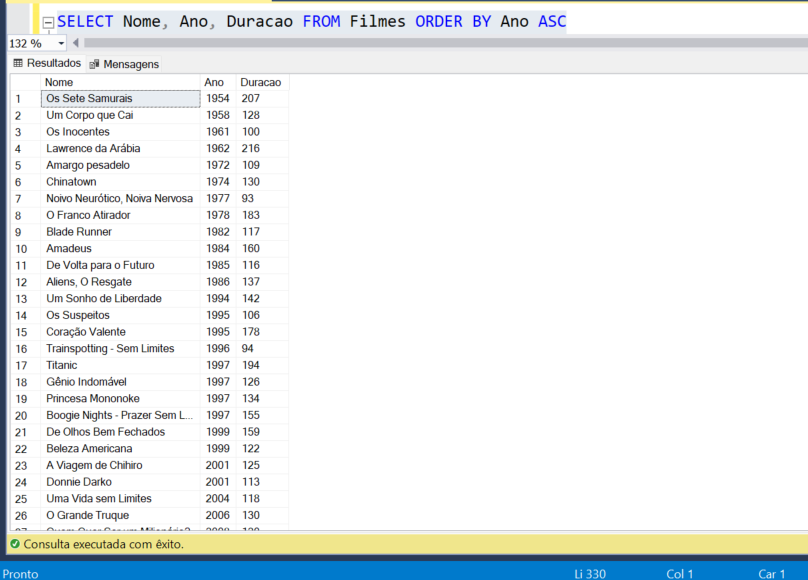 SELECT Nome, Ano, Duracao FROM Filmes ORDER BY Ano ASC
132 %
Resultados Mensagens
Nome Ano Duracao
1 Os Sete Samurais 1954 207
2 Um Corpo que Cai 1958 128
3 Os Inocentes 1961 100
4 Lawrence da Arábia 1962 216
5 Amargo pesadelo 1972 109
6 Chinatown 1974 130
7 Noivo Neurótico, Noiva Nervosa 1977 93
8 O Franco Atirador 1978 183
9 Blade Runner 1982 117
10 Amadeus 1984 160
11 De Volta para o Futuro 1985 116
12 Aliens, O Resgate 1986 137
13 Um Sonho de Liberdade 1994 142
14 Os Suspeitos 1995 106
15 Coração Valente 1995 178
16 Trainspotting - Sem Limites 1996 94
17 Titanic 1997 194
18 Gênio Indomável 1997 126
19 Princesa Mononoke 1997 134
20 Boogie Nights - Prazer Sem L... 1997 155
21 De Olhos Bem Fechados 1999 159
22 Beleza Americana 1999 122
23 A Viagem de Chihiro 2001 125
24 Donnie Darko 2001 113
25 Uma Vida sem Limites 2004 118
26 O Grande Truque 2006 130
Consulta executada com êxito.
Pronto Li 330 Col 1 Car 1